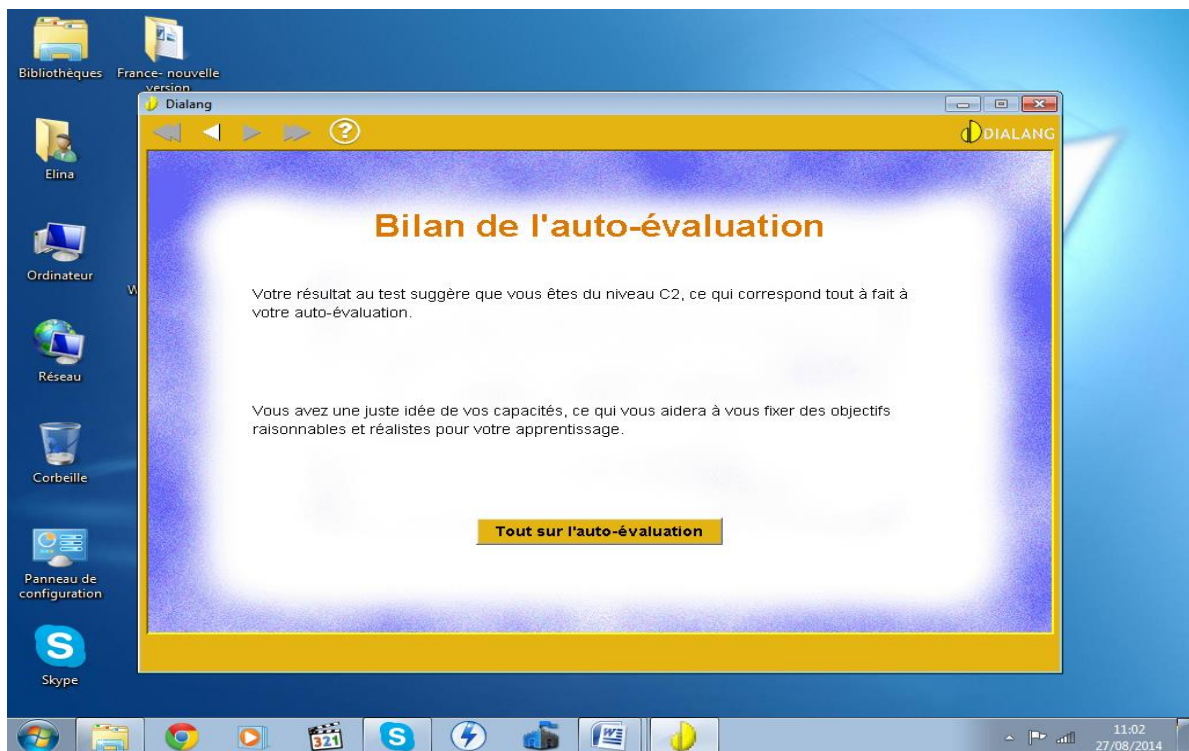 Bibliothèques
France- nouvelle
version
Dialang
?
DIALANG
Elina
Bilan de l'auto-évaluation
Ordinateur
W
Votre résultat au test suggère que vous êtes du niveau C2, ce qui correspond tout à fait à
votre auto-évaluation.
Réseau
Vous avez une juste idée de vos capacités, ce qui vous aidera à vous fixer des objectifs
raisonnables et réalistes pour votre apprentissage.
Corbeille
Tout sur l'auto-évaluation
Panneau de
configuration
S
Skype
321
S
W
11:02
27/08/2014